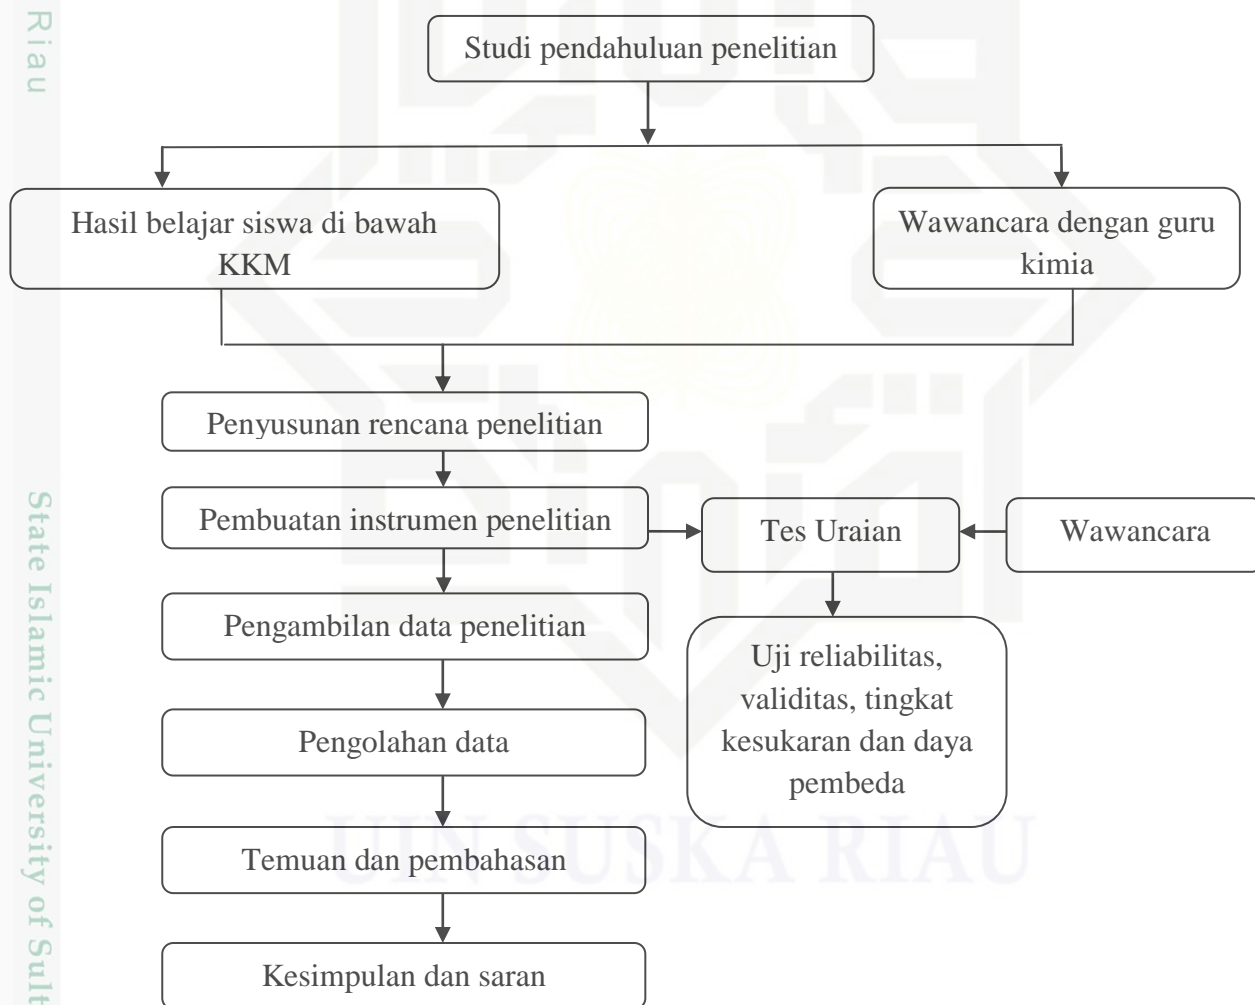 Riau
State Islamic University of Sult
Studi pendahuluan penelitian
Hasil belajar siswa di bawah
KKM
Wawancara dengan guru
kimia
Penyusunan rencana penelitian
Pembuatan instrumen penelitian
Tes Uraian
Wawancara
Pengambilan data penelitian
Uji reliabilitas,
validitas, tingkat
kesukaran dan daya
pembeda
Pengolahan data
Temuan dan pembahasan
Kesimpulan dan saran
UIN SUSKA RIAU